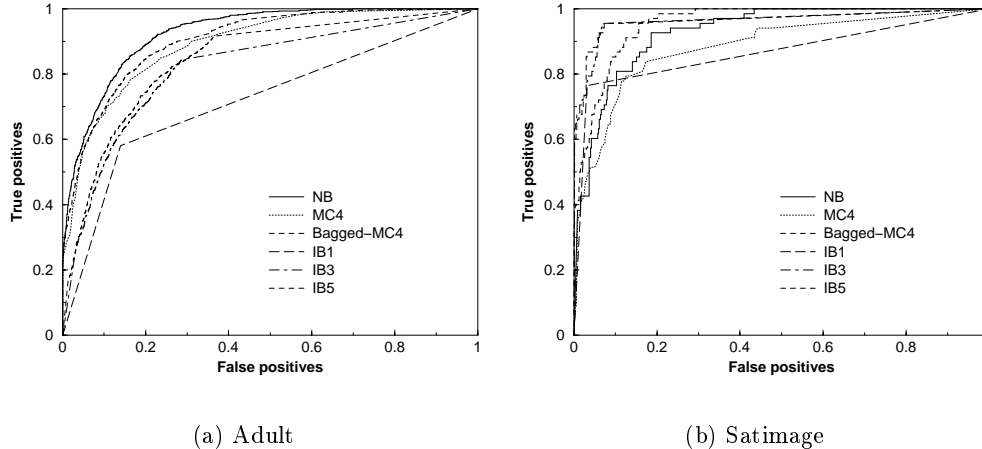 1
0.8
0.6
0.4
0.2
0
True positives
0 0.2 0.4 0.6 0.8 1
False positives
NB
MC4
Bagged−MC4
IB1
IB3
IB5
(a) Adult
1
0.8
0.6
0.4
0.2
0
True positives
0 0.2 0.4 0.6 0.8
False positives
NB
MC4
Bagged−MC4
IB1
IB3
IB5
(b) Satimage